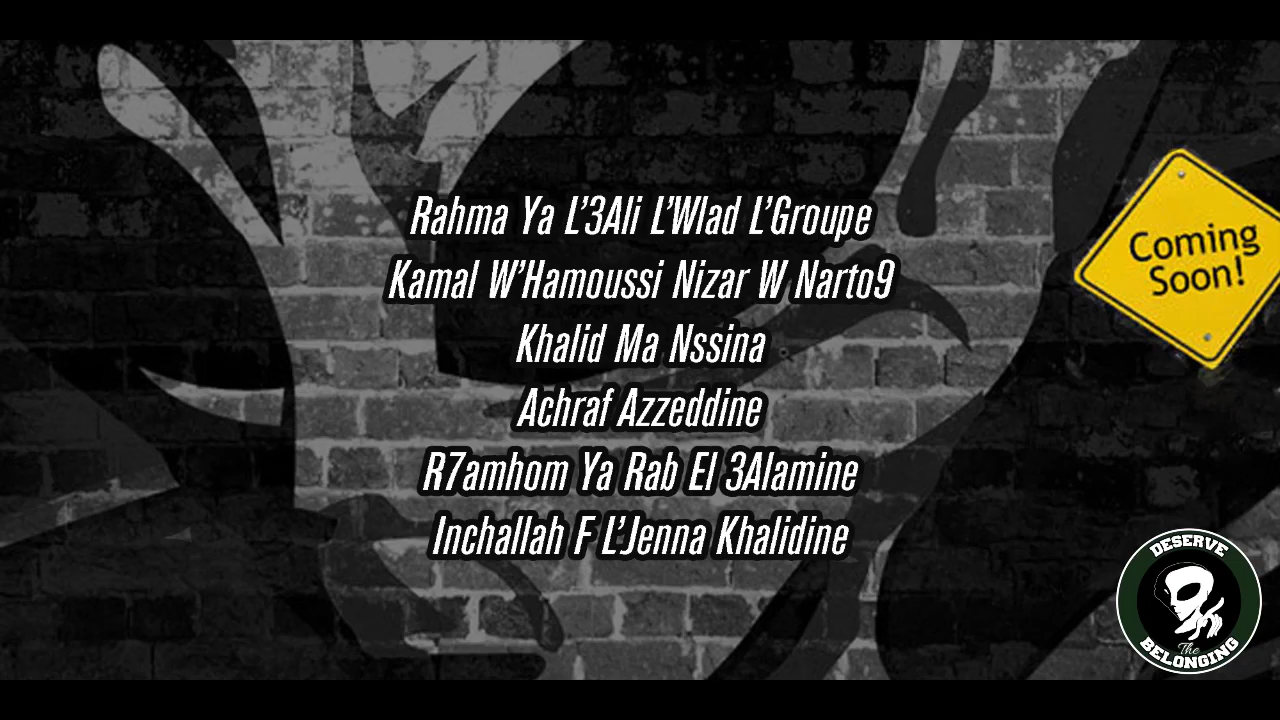 Rahma Ya L'3Ali L'Wlad L'Groupe
Kamal W'Hamoussi Nizar W Narto9
Khalid Ma Nssina
Achraf Azzeddine
R7amhom Ya Rab El 3Alamine
Inchallah F L'Jenna Khalidine
Coming
Soon!
DESERVE
The
BELONGING